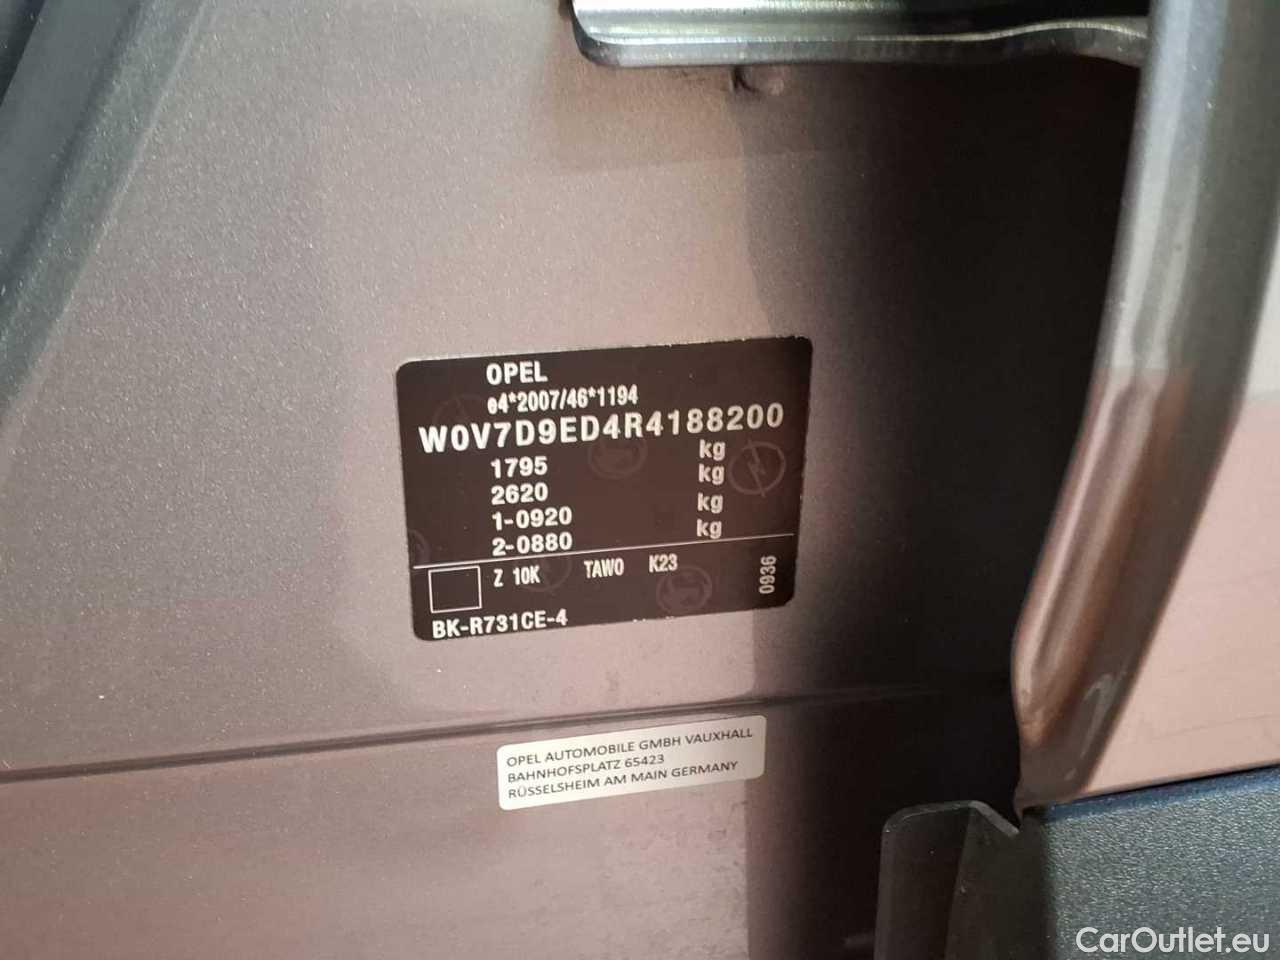 OPEL
e4*2007/46*1194
W0V7D9ED4R4188200
1795 kg
2620 kg
1-0920 kg
2-0880 kg
Z 10K TAWO K23
0936
BK-R731CE-4
OPEL AUTOMOBILE GMBH VAUXHALL
BAHNHOFSPLATZ 65423
RÜSSELSHEIM AM MAIN GERMANY
CarOutlet.eu